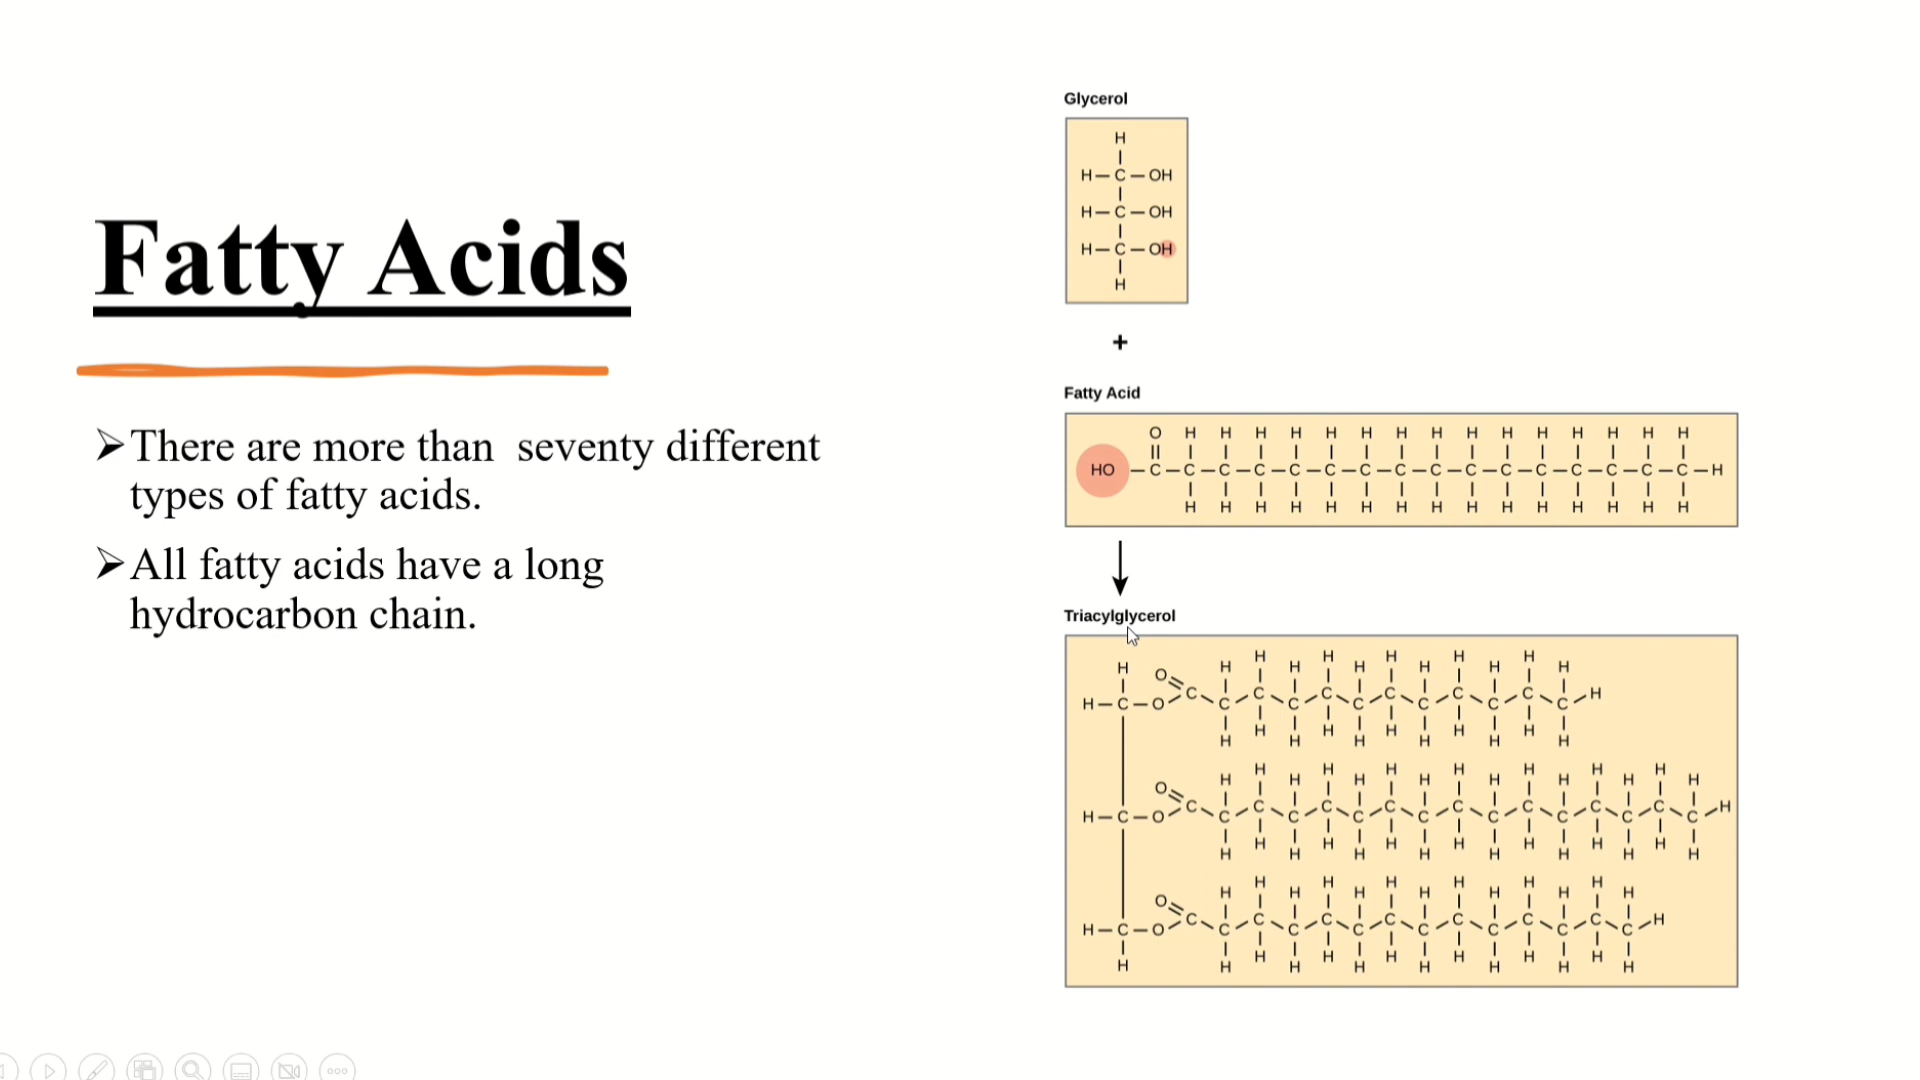 Fatty Acids
➢There are more than  seventy different
types of fatty acids.
➢All fatty acids have a long
hydrocarbon chain.
Glycerol
H
H—C—OH
H—C—OH
H—C—OH
H
+
Fatty Acid
O H H H H H H H H H H H H H H H
HO—C—C—C—C—C—C—C—C—C—C—C—C—C—C—C—C—H
H H H H H H H H H H H H H H H
Triacylglycerol
H H H H H H
H O H H H H H H
H—C—O C C C C C C C C C C C C H
H H H H H
H H H H H H
H H H H H H H
O H H H H H H H H
H—C—O C C C C C C C C C C C C C C C C H
H H H H H H H
H H H H H H H H
H H H H H H
O H H H H H H H
H—C—O C C C C C C C C C C C C C C H
H H H H H H
H H H H H H H H